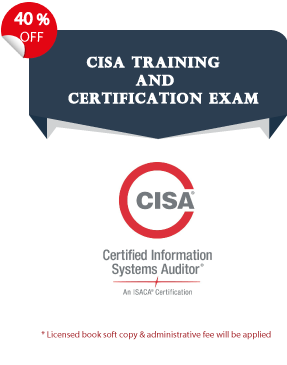 40 %
OFF
CISA TRAINING
AND
CERTIFICATION EXAM
CISA®
Certified Information
Systems Auditor®
An ISACA® Certification
* Licensed book soft copy & administrative fee will be applied